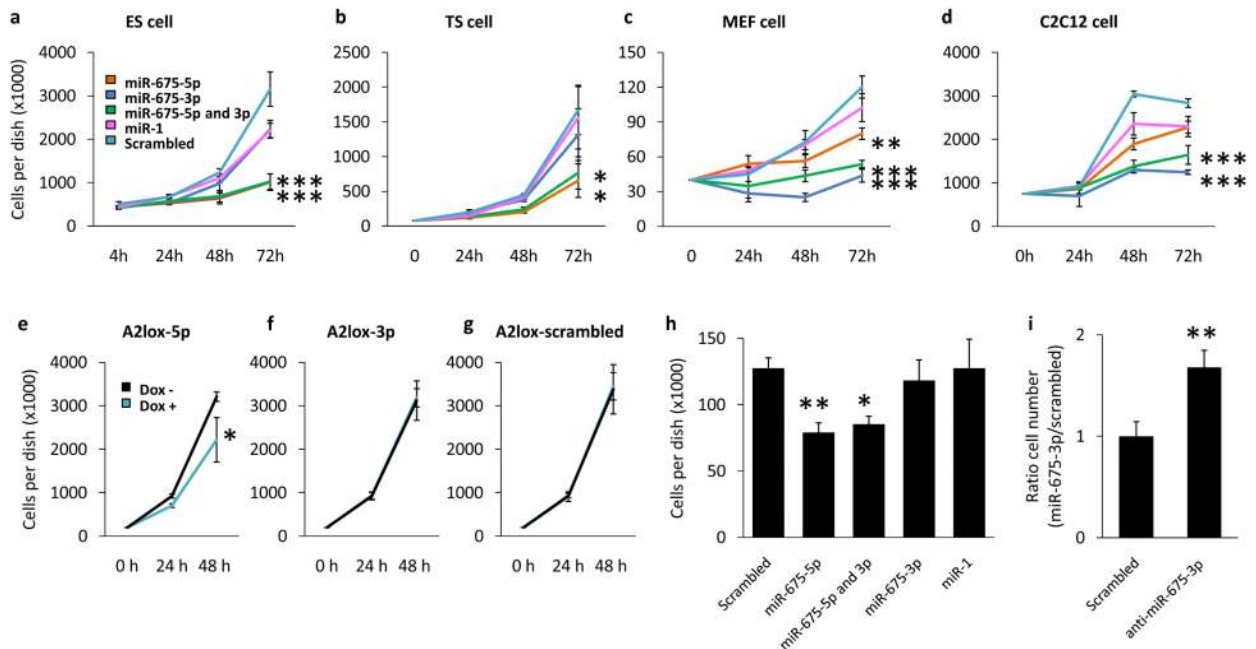 a ES cell
4000
3000
2000
1000
0
Cells per dish (x1000)
miR-675-5p
miR-675-3p
miR-675-5p and 3p
miR-1
Scrambled
***
***
4h 24h 48h 72h
b TS cell
2500
2000
1500
1000
500
0
*
*
0 24h 48h 72h
c MEF cell
150
120
90
60
30
0
**
***
***
0 24h 48h 72h
d C2C12 cell
4000
3000
2000
1000
0
***
***
0h 24h 48h 72h
e A2lox-5p
4000
3000
2000
1000
0
Cells per dish (x1000)
Dox -
Dox +
*
0 h 24 h 48 h
f A2lox-3p
4000
3000
2000
1000
0
0 h 24 h 48 h
g A2lox-scrambled
4000
3000
2000
1000
0
0 h 24 h 48 h
h
150
100
50
0
Cells per dish (x1000)
**
*
Scrambled
miR-675-5p
miR-675-5p and 3p
miR-675-3p
miR-1
i
2
1
0
Ratio cell number
(miR-675-3p/scrambled)
**
Scrambled
anti-miR-675-3p